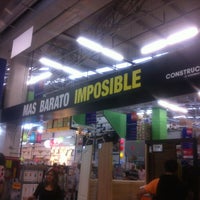 MAS BARATO IMPOSIBLE
CONSTRUC